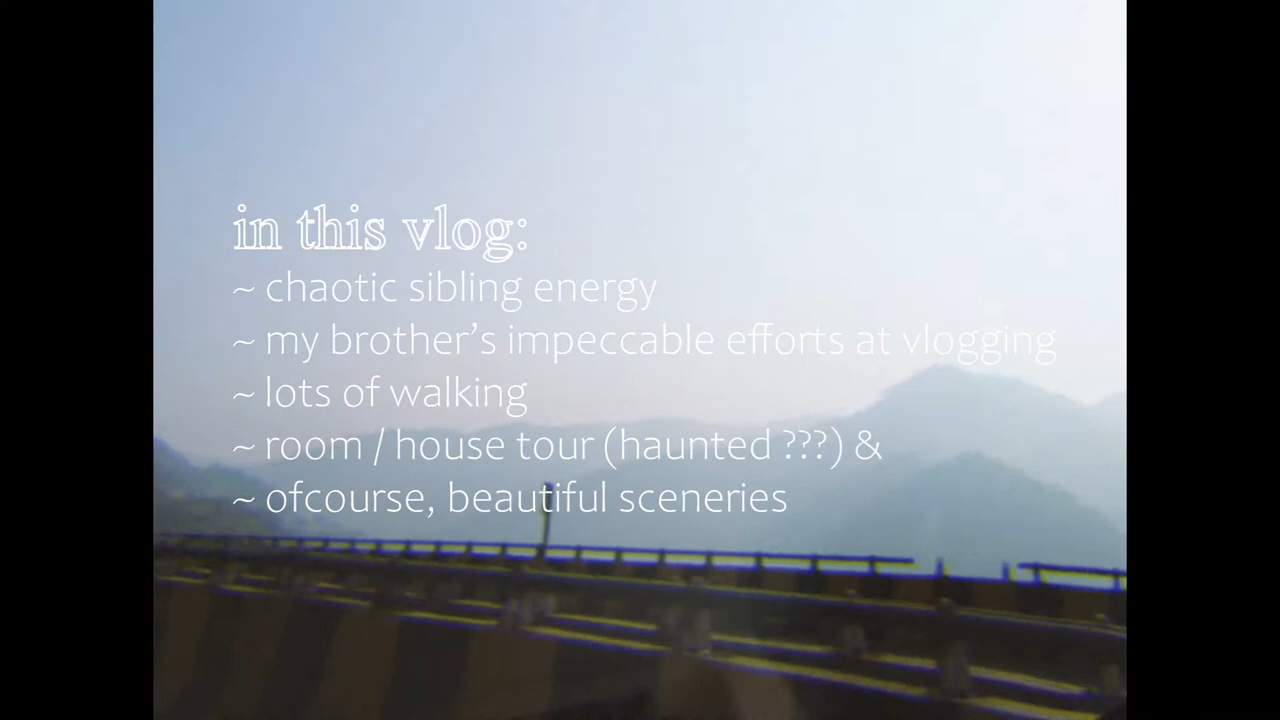 in this vlog:
~ chaotic sibling energy
~ my brother's impeccable efforts at vlogging
~ lots of walking
~ room / house tour (haunted ???) &
~ ofcourse, beautiful sceneries